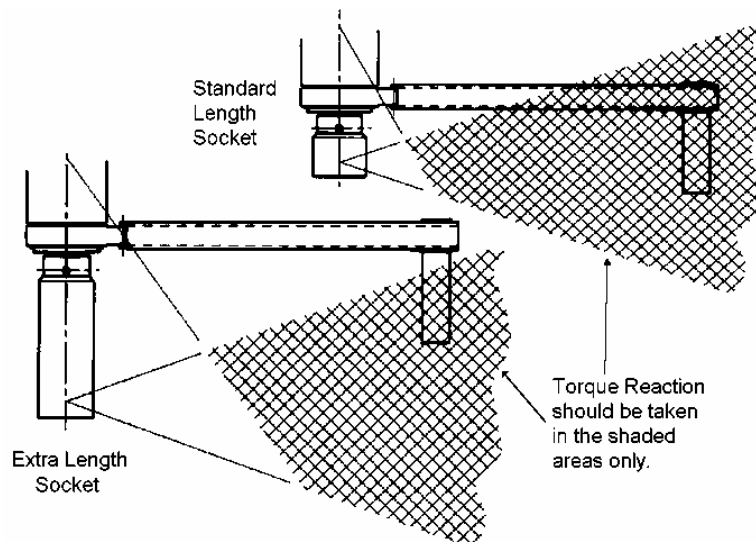 Standard
Length
Socket
Extra Length
Socket
Torque Reaction
should be taken
in the shaded
areas only.